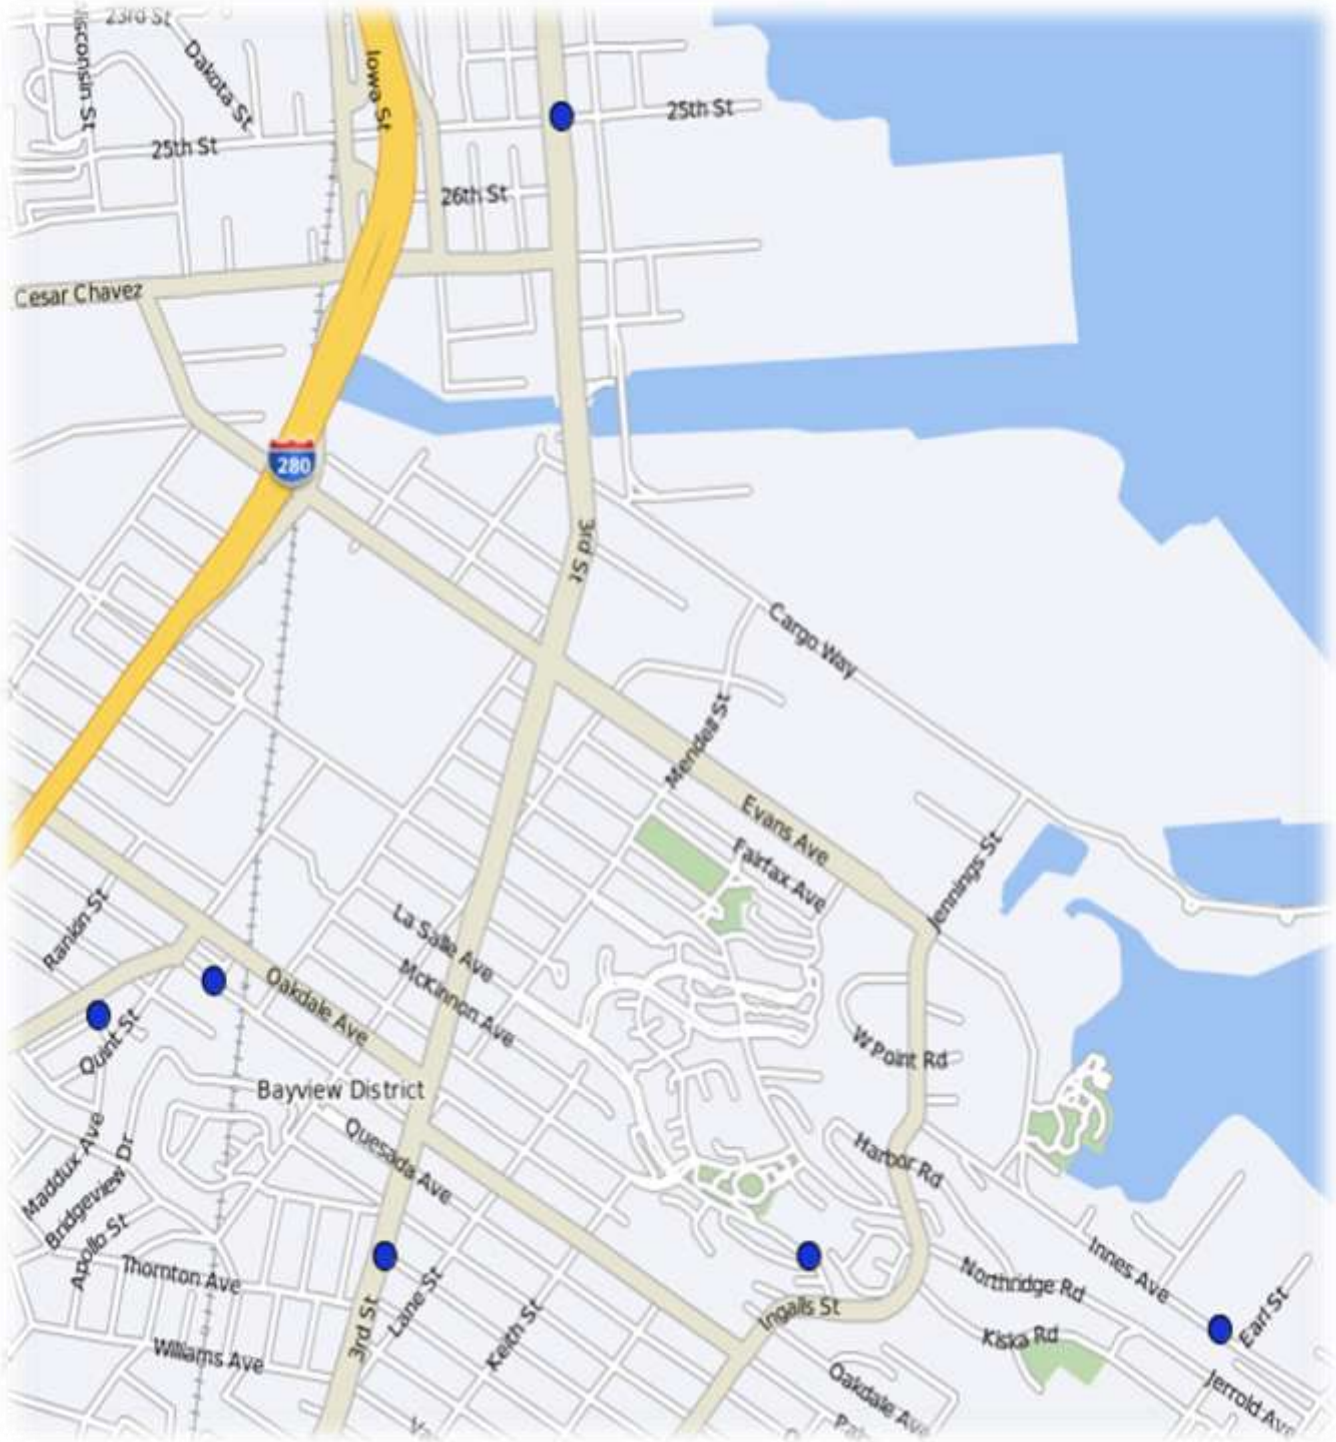 23rd St
Wisconsin St
Dakota St
Iowa St
25th St
25th St
26th St
Cesar Chavez
280
3rd St
Cargo Way
Mendell St
Evans Ave
Fairfax Ave
Jennings St
Rankin St
La Salle Ave
McKinnon Ave
Oakdale Ave
Quint St
W Point Rd
Bayview District
Quesada Ave
Maddux Ave
Bridgeview Dr
Apollo St
Harbor Rd
Thornton Ave
Innes Ave
Northridge Rd
Ingalls St
Lane St
Keith St
3rd St
Earl St
Kiska Rd
Williams Ave
Oakdale Ave
Jerrold Ave